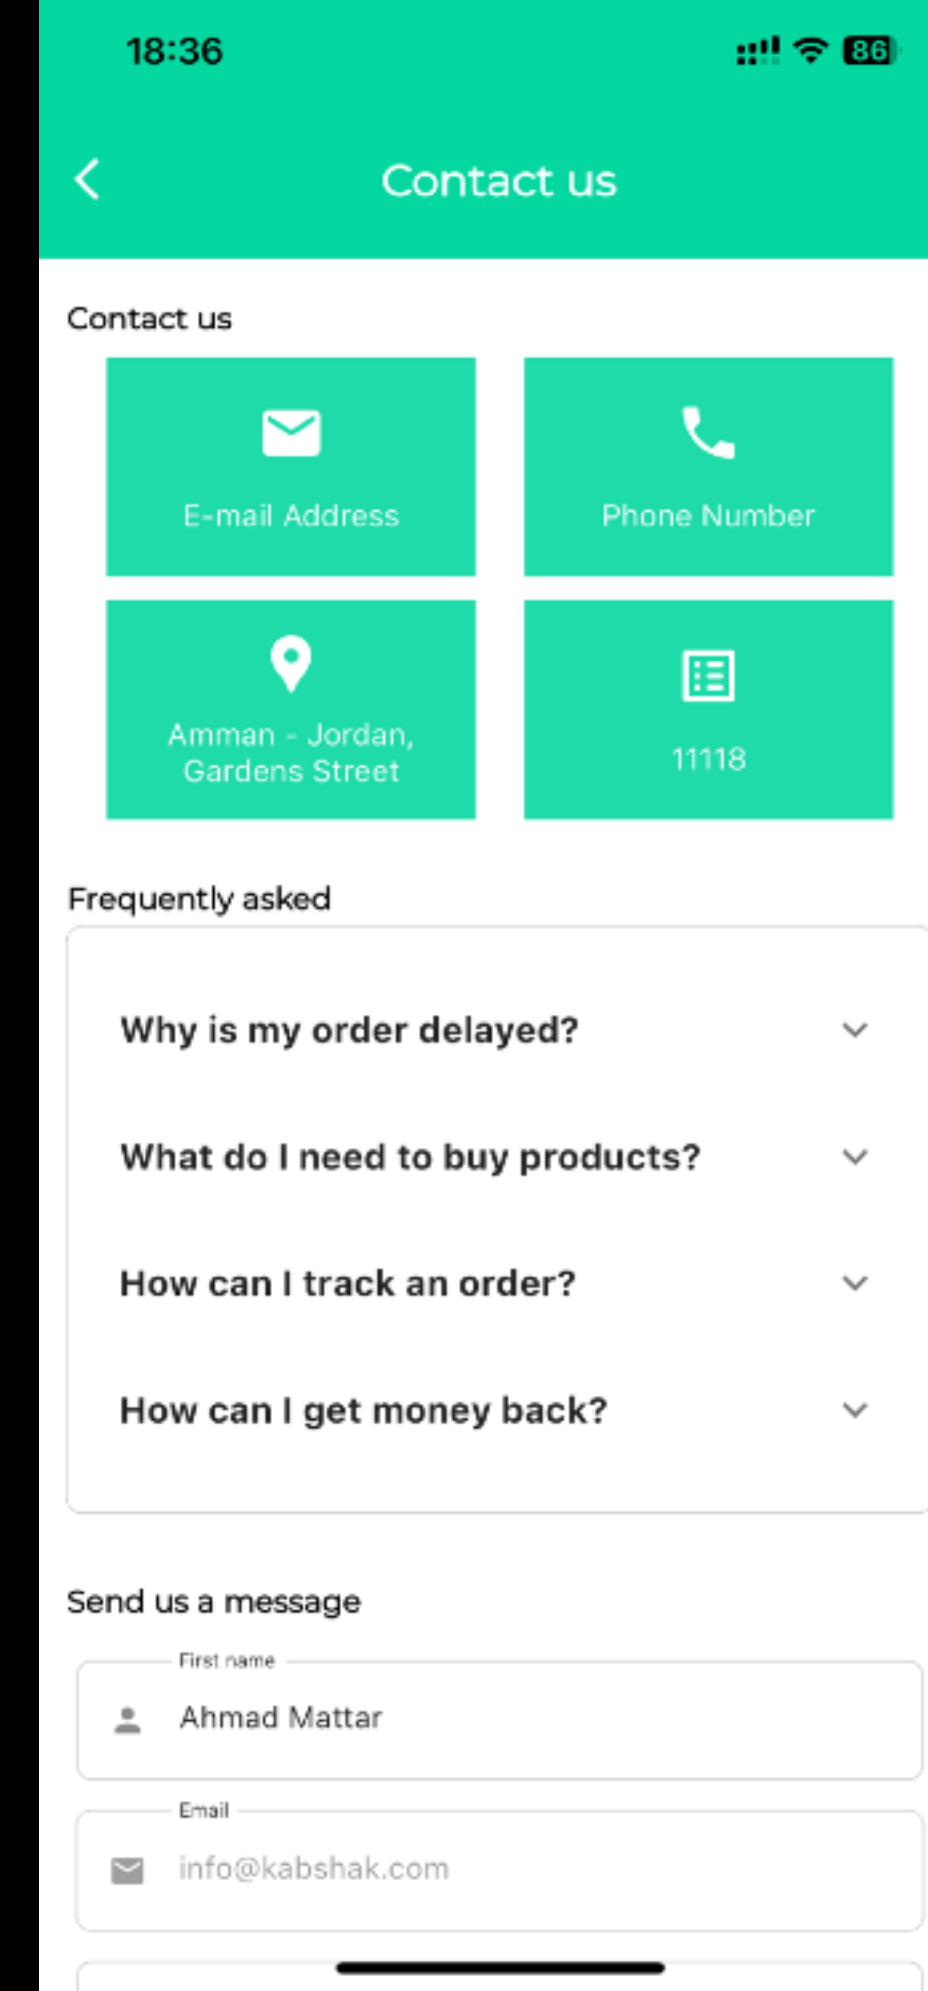 18:36
86
Contact us
Contact us
E-mail Address
Phone Number
Amman - Jordan,
Gardens Street
11118
Frequently asked
Why is my order delayed?
What do I need to buy products?
How can I track an order?
How can I get money back?
Send us a message
First name
Ahmad Mattar
Email
info@kabshak.com